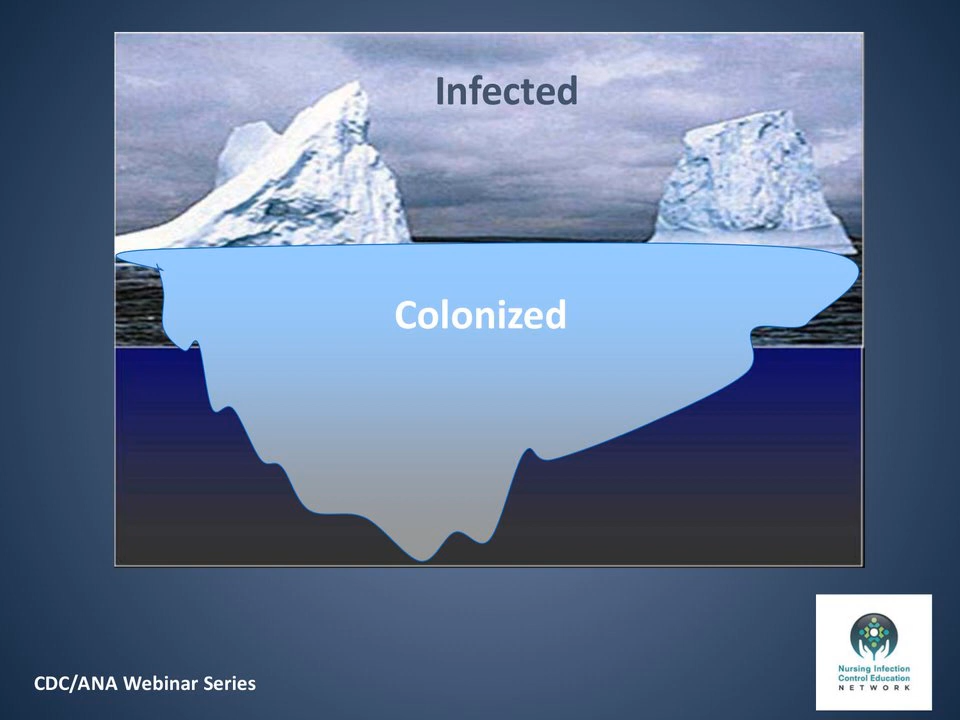 Infected
Colonized
CDC/ANA Webinar Series
Nursing Infection
Control Education
NETWORK